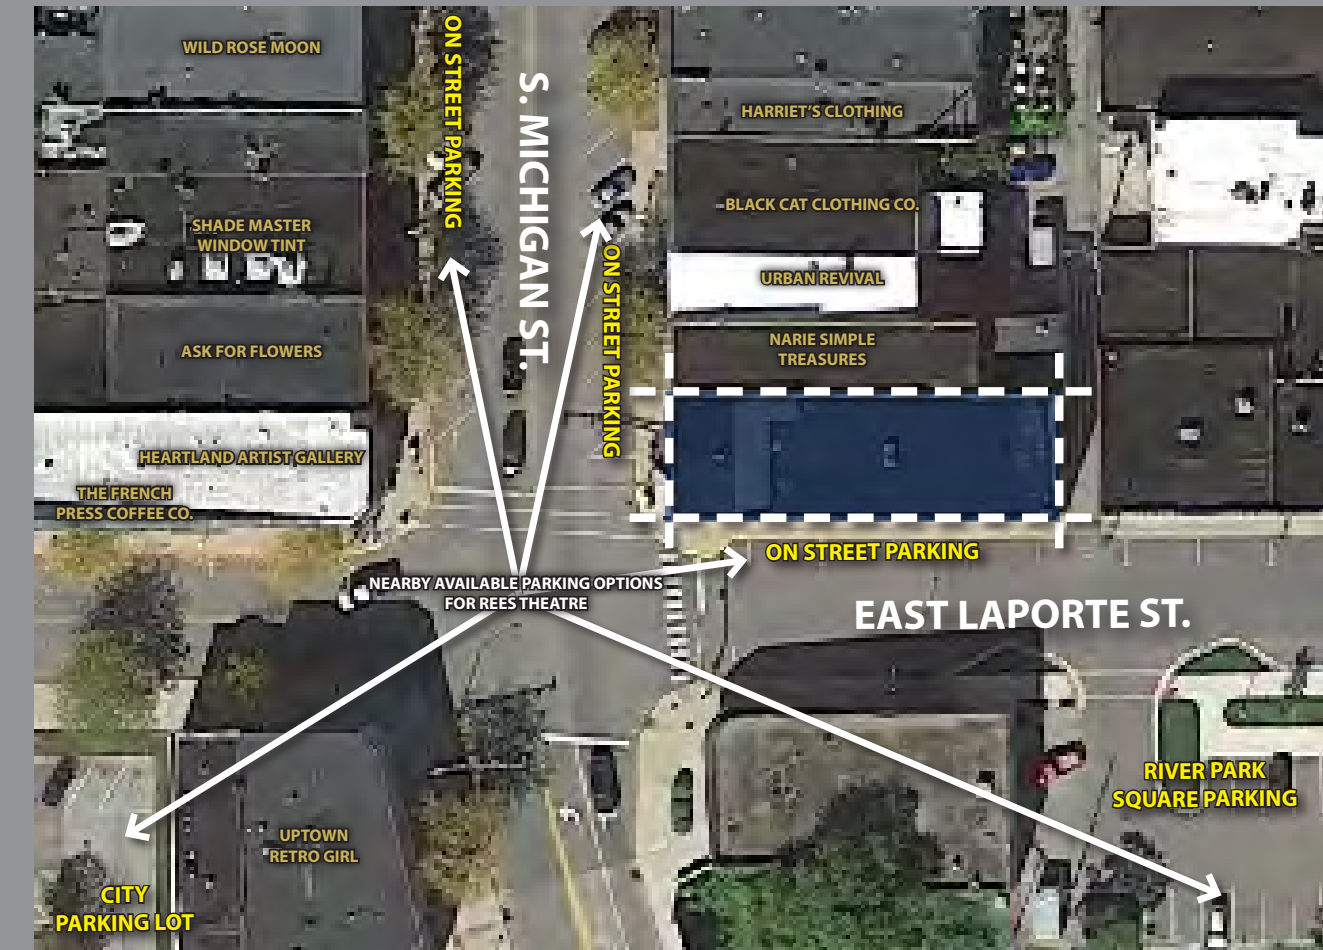 WILD ROSE MOON
ON STREET PARKING
S. MICHIGAN ST.
HARRIET'S CLOTHING
SHADE MASTER
WINDOW TINT
BLACK CAT CLOTHING CO.
URBAN REVIVAL
ON STREET PARKING
ASK FOR FLOWERS
NARIE SIMPLE
TREASURES
HEARTLAND ARTIST GALLERY
THE FRENCH
PRESS COFFEE CO.
ON STREET PARKING
NEARBY AVAILABLE PARKING OPTIONS
FOR REES THEATRE
EAST LAPORTE ST.
RIVER PARK
SQUARE PARKING
UPTOWN
RETRO GIRL
CITY
PARKING LOT